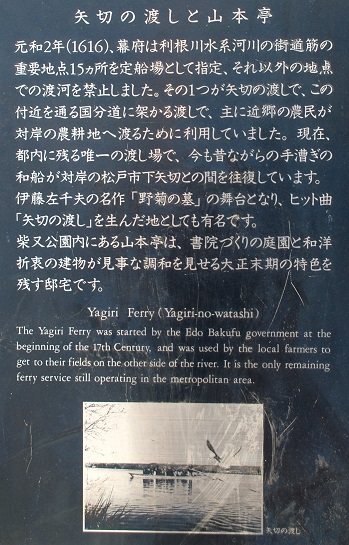 矢切の渡しと山本亭
元和2年(1616)、幕府は利根川水系河川の街道筋の
重要地点15ヵ所を定船場として指定、それ以外の地点
での渡河を禁止しました。その1つが矢切の渡しで、この
付近を通る国分道に架かる渡しで、主に近郷の農民が
対岸の農耕地へ渡るために利用していました。現在、
都内に残る唯一の渡し場で、今も昔ながらの手漕ぎの
和船が対岸の松戸市下矢切との間を往復しています。
伊藤左千夫の名作「野菊の墓」の舞台となり、ヒット曲
「矢切の渡し」を生んだ地としても有名です。
柴又公園内にある山本亭は、書院づくりの庭園と和洋
折衷の建物が見事な調和を見せる大正末期の特色を
残す邸宅です。
Yagiri Ferry (Yagiri-no-watashi)
The Yagiri Ferry was started by the Edo Bakufu government at the
beginning of the 17th Century, and was used by the local farmers to
get to their fields on the other side of the river. It is the only remaining
ferry service still operating in the metropolitan area.
矢切の渡し